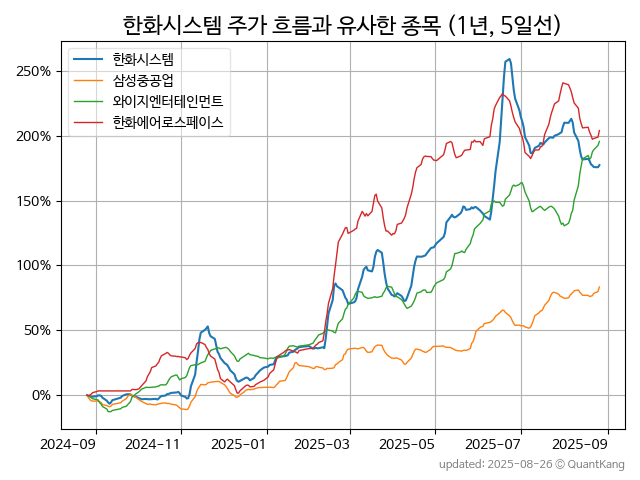 한화시스템 주가 흐름과 유사한 종목 (1년, 5일선)
한화시스템
삼성중공업
와이지엔터테인먼트
한화에어로스페이스
250%
200%
150%
100%
50%
0%
2024-09 2024-11 2025-01 2025-03 2025-05 2025-07 2025-09
updated: 2025-08-26 © QuantKang